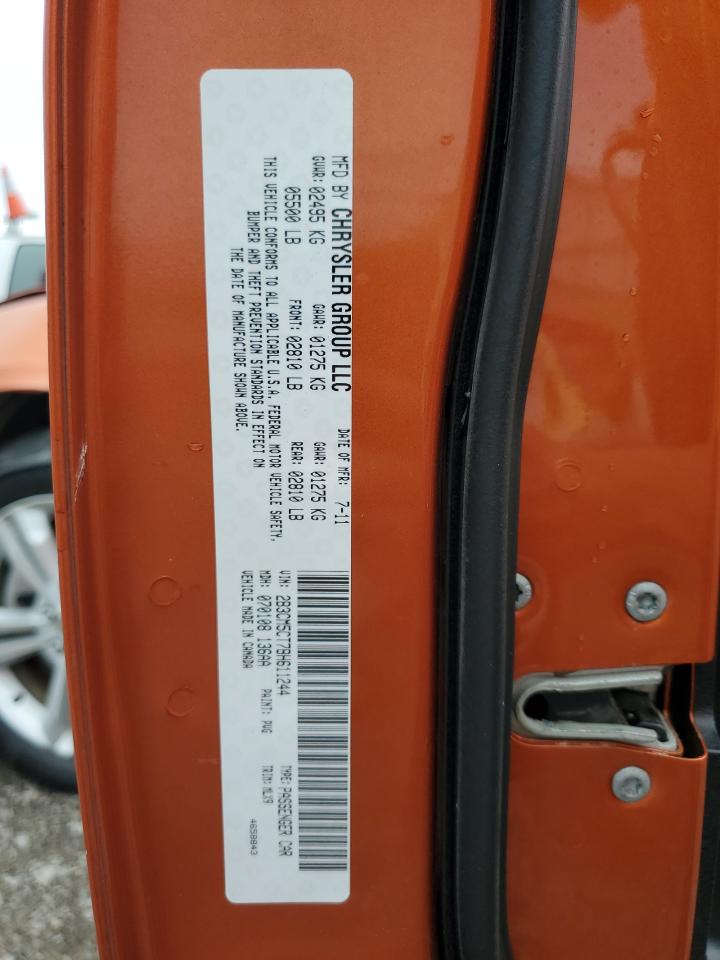 MFD BY CHRYSLER GROUP LLC DATE OF MFR: 7-11
GVWR: 02495 KG GAWR: 01275 KG GAWR: 01275 KG
05500 LB FRONT: 02810 LB REAR: 02810 LB
THIS VEHICLE CONFORMS TO ALL APPLICABLE U.S.A. FEDERAL MOTOR VEHICLE SAFETY,
BUMPER AND THEFT PREVENTION STANDARDS IN EFFECT ON
THE DATE OF MANUFACTURE SHOWN ABOVE.
VIN: 2B3CM5CT7BH611244 TYPE: PASSENGER CAR
MDH: 070108 136AA PAINT: PVG TRIM: MLX9
VEHICLE MADE IN CANADA 4658843